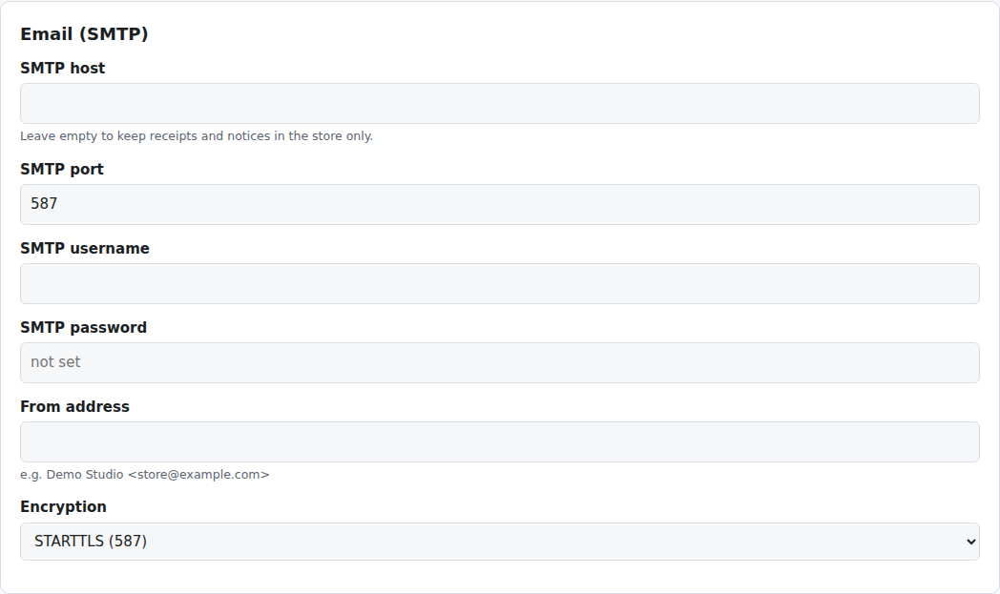 Email (SMTP)
SMTP host
Leave empty to keep receipts and notices in the store only.
SMTP port
587
SMTP username
SMTP password
not set
From address
e.g. Demo Studio <store@example.com>
Encryption
STARTTLS (587)